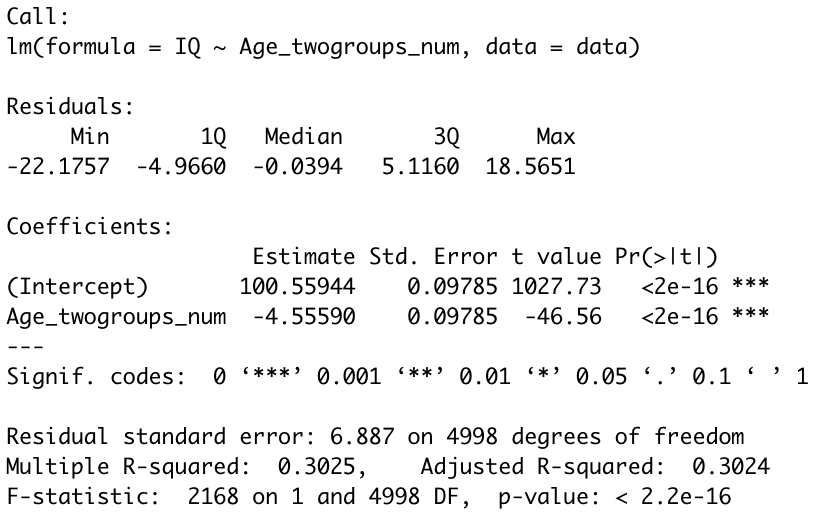 Call:
lm(formula = IQ ~ Age_twogroups_num, data = data)
Residuals:
Min 1Q Median 3Q Max
-22.1757 -4.9660 -0.0394 5.1160 18.5651
Coefficients:
Estimate Std. Error t value Pr(>|t|)
(Intercept) 100.55944 0.09785 1027.73 <2e-16 ***
Age_twogroups_num -4.55590 0.09785 -46.56 <2e-16 ***
---
Signif. codes: 0 ‘***’ 0.001 ‘**’ 0.01 ‘*’ 0.05 ‘.’ 0.1 ‘ ’ 1
Residual standard error: 6.887 on 4998 degrees of freedom
Multiple R-squared: 0.3025, Adjusted R-squared: 0.3024
F-statistic: 2168 on 1 and 4998 DF, p-value: < 2.2e-16